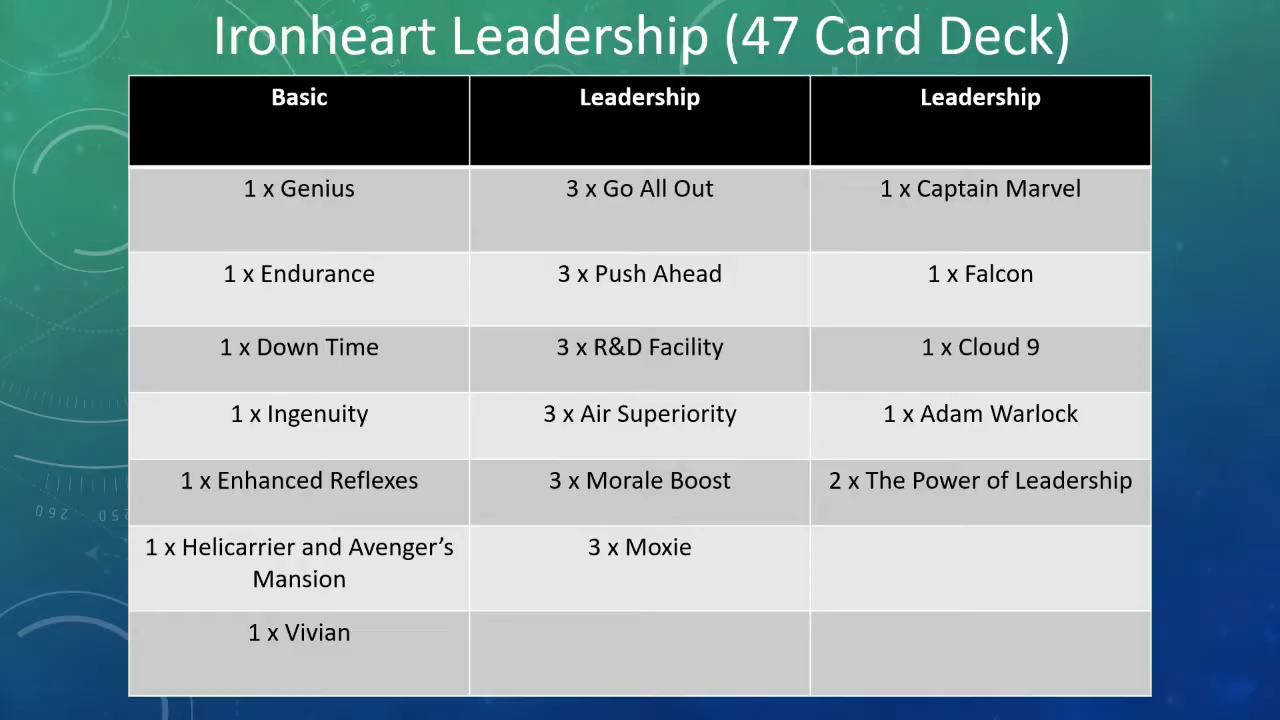 Ironheart Leadership (47 Card Deck)
Basic
Leadership
Leadership
1 x Genius
3 x Go All Out
1 x Captain Marvel
1 x Endurance
3 x Push Ahead
1 x Falcon
1 x Down Time
3 x R&D Facility
1 x Cloud 9
1 x Ingenuity
3 x Air Superiority
1 x Adam Warlock
1 x Enhanced Reflexes
3 x Morale Boost
2 x The Power of Leadership
1 x Helicarrier and Avenger’s
Mansion
3 x Moxie
1 x Vivian
260